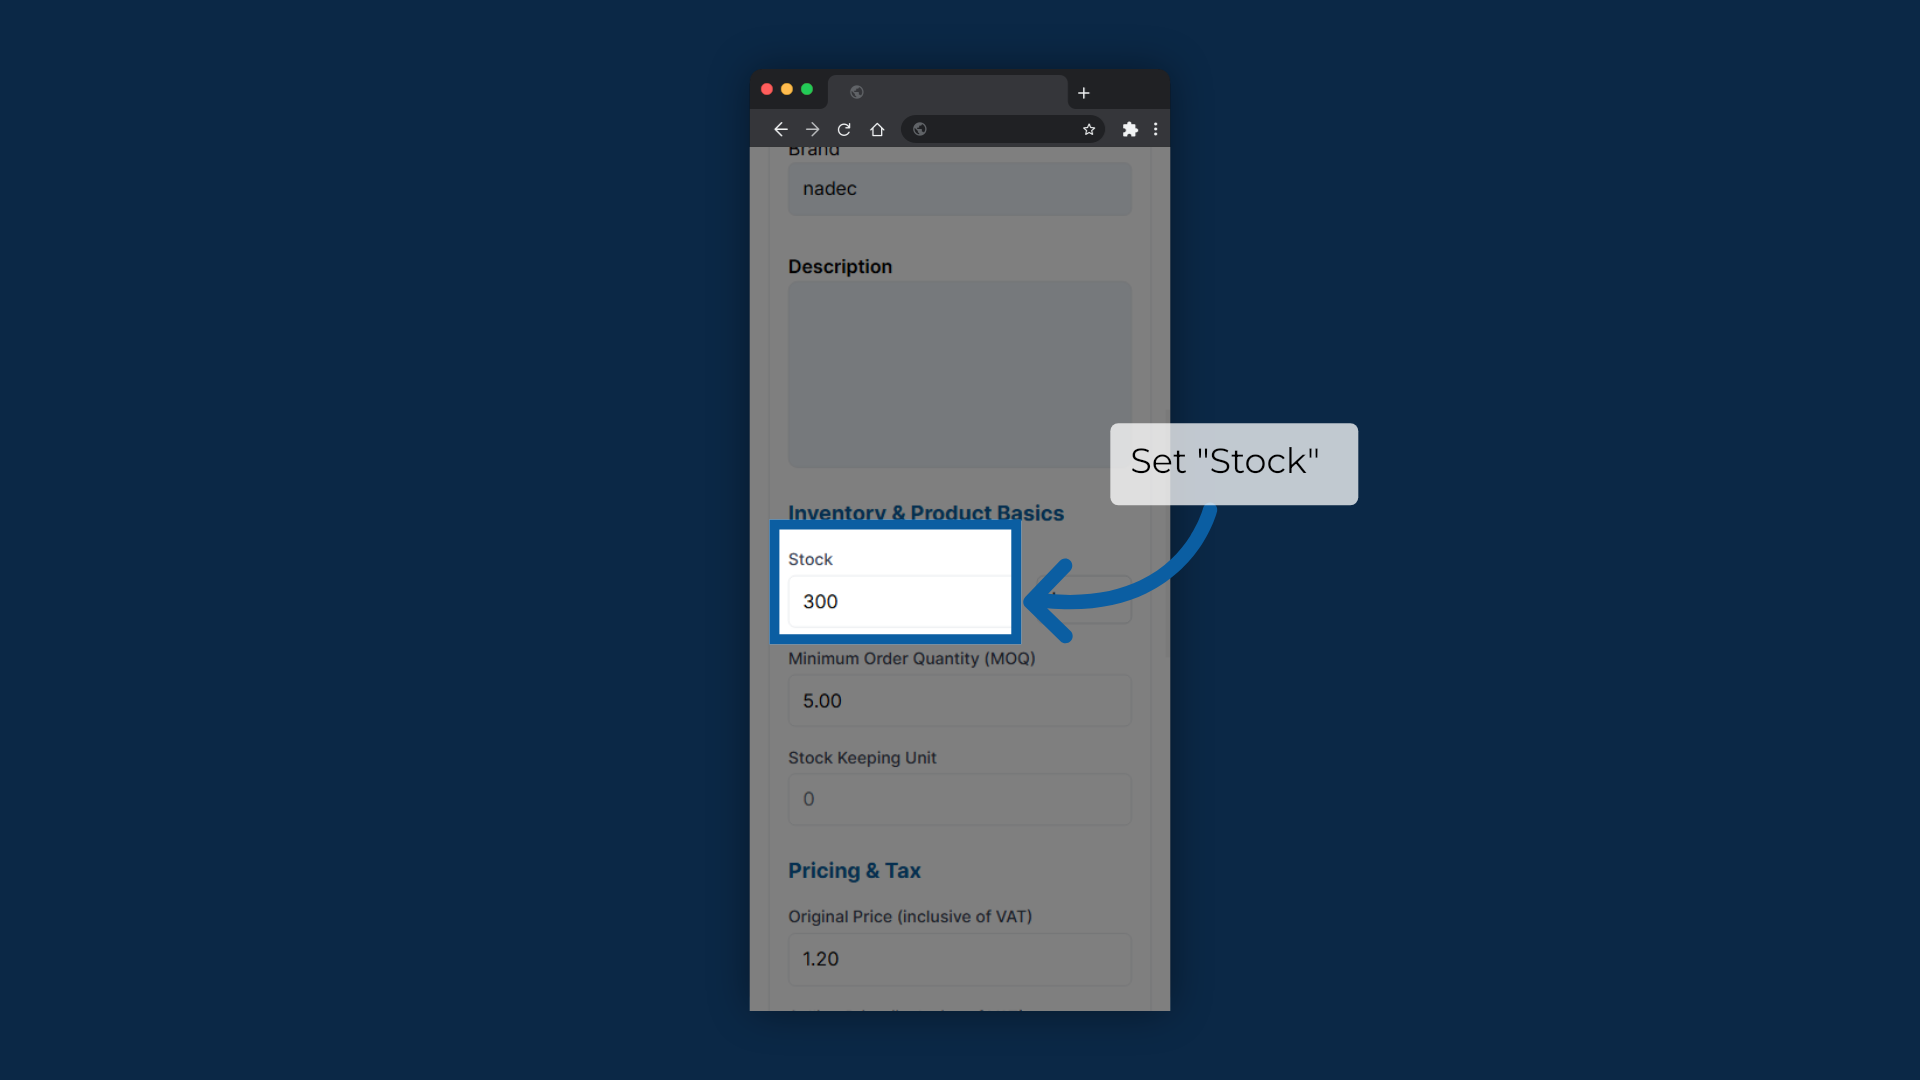 Brand
nadec
Description
Set "Stock"
Inventory & Product Basics
Stock
300
Minimum Order Quantity (MOQ)
5.00
Stock Keeping Unit
0
Pricing & Tax
Original Price (inclusive of VAT)
1.20